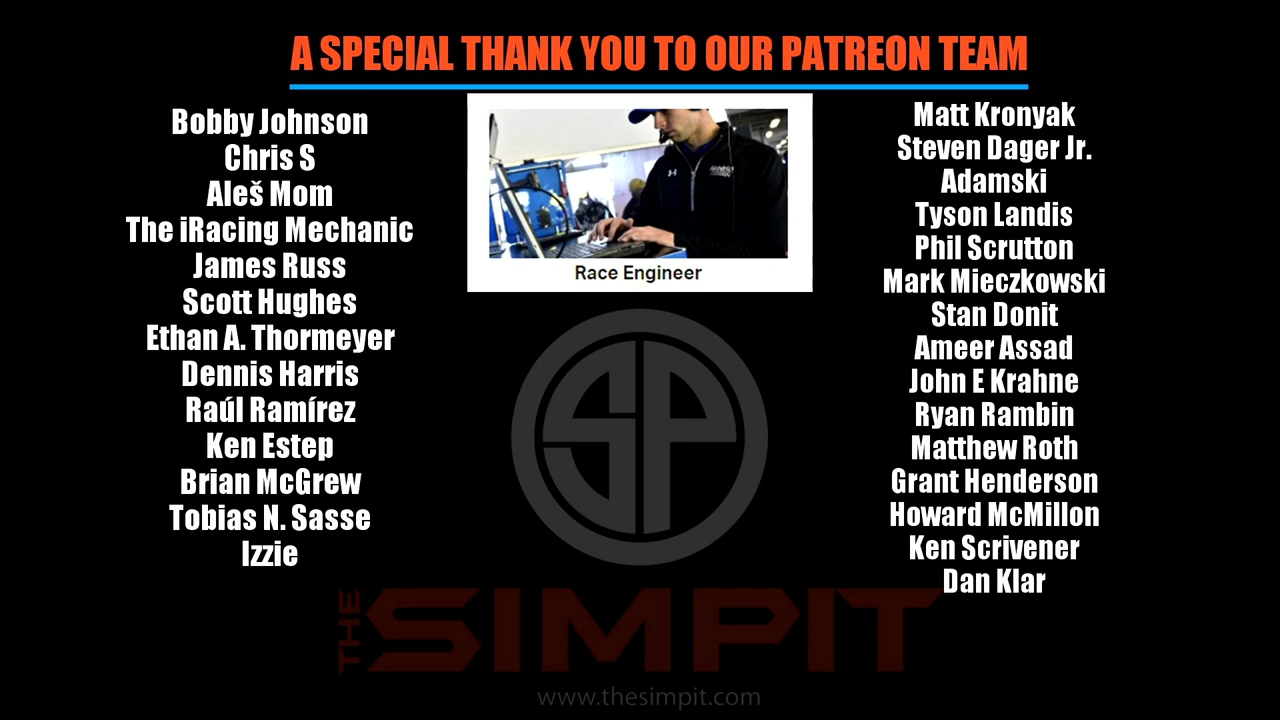 A SPECIAL THANK YOU TO OUR PATREON TEAM
Bobby Johnson
Chris S
Aleš Mom
The iRacing Mechanic
James Russ
Scott Hughes
Ethan A. Thormeyer
Dennis Harris
Raúl Ramírez
Ken Estep
Brian McGrew
Tobias N. Sasse
Izzie
Race Engineer
Matt Kronyak
Steven Dager Jr.
Adamski
Tyson Landis
Phil Scrutton
Mark Mieczkowski
Stan Donit
Ameer Assad
John E Krahne
Ryan Rambin
Matthew Roth
Grant Henderson
Howard McMillon
Ken Scrivener
Dan Klar
SP
THE SIMPIT
www.thesimpit.com